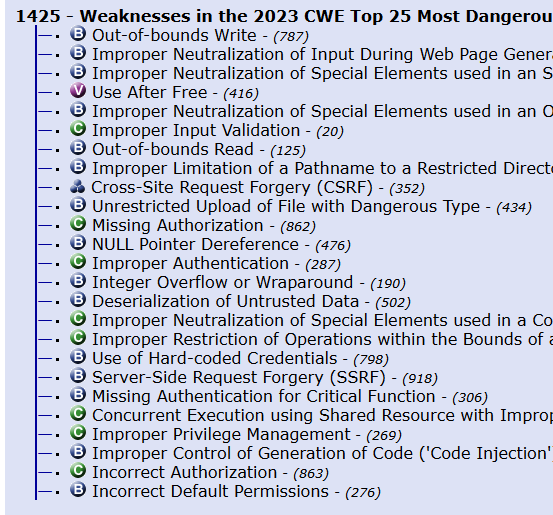 1425 - Weaknesses in the 2023 CWE Top 25 Most Dangerou
B Out-of-bounds Write - (787)
B Improper Neutralization of Input During Web Page Gener
B Improper Neutralization of Special Elements used in an S
V Use After Free - (416)
B Improper Neutralization of Special Elements used in an O
C Improper Input Validation - (20)
B Out-of-bounds Read - (125)
B Improper Limitation of a Pathname to a Restricted Direct
Cross-Site Request Forgery (CSRF) - (352)
B Unrestricted Upload of File with Dangerous Type - (434)
C Missing Authorization - (862)
B NULL Pointer Dereference - (476)
C Improper Authentication - (287)
B Integer Overflow or Wraparound - (190)
B Deserialization of Untrusted Data - (502)
C Improper Neutralization of Special Elements used in a Co
C Improper Restriction of Operations within the Bounds of a
B Use of Hard-coded Credentials - (798)
B Server-Side Request Forgery (SSRF) - (918)
B Missing Authentication for Critical Function - (306)
C Concurrent Execution using Shared Resource with Improp
C Improper Privilege Management - (269)
B Improper Control of Generation of Code ('Code Injection')
C Incorrect Authorization - (863)
B Incorrect Default Permissions - (276)